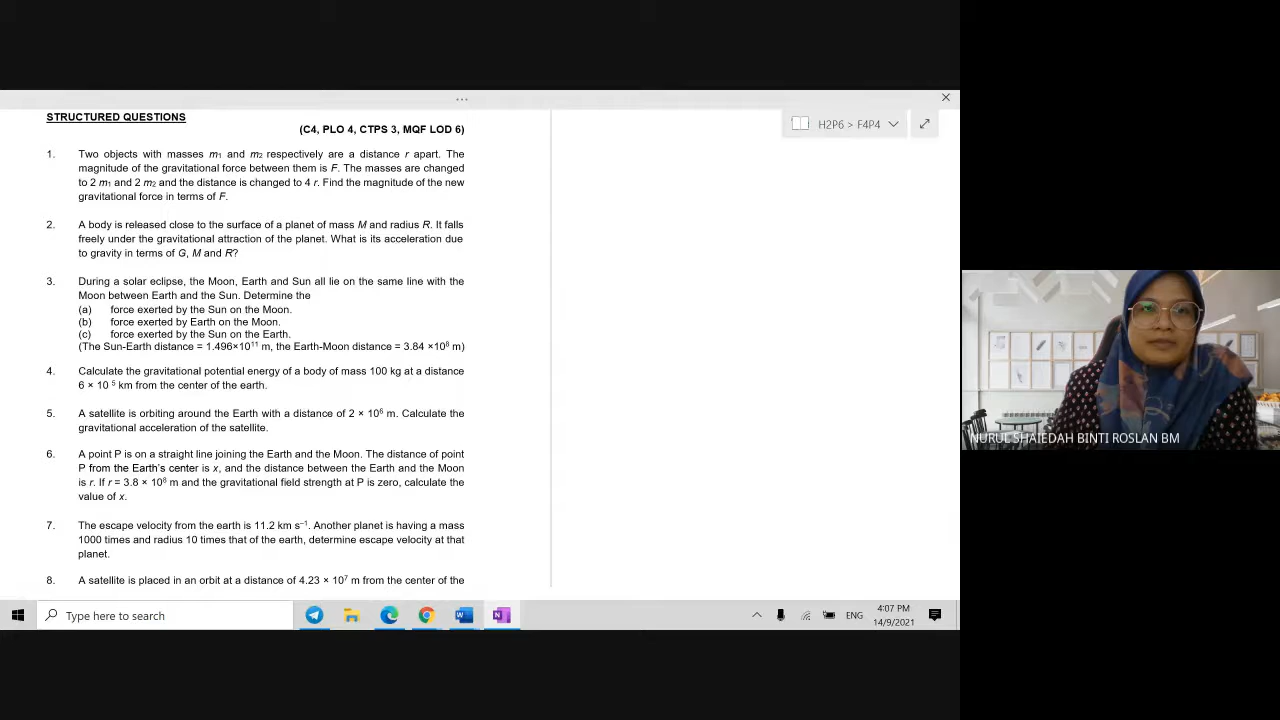 STRUCTURED QUESTIONS
(C4, PLO 4, CTPS 3, MQF LOD 6)
1. Two objects with masses m₁ and m₂ respectively are a distance r apart. The
magnitude of the gravitational force between them is F. The masses are changed
to 2 m₁ and 2 m₂ and the distance is changed to 4 r. Find the magnitude of the new
gravitational force in terms of F.
2. A body is released close to the surface of a planet of mass M and radius R. It falls
freely under the gravitational attraction of the planet. What is its acceleration due
to gravity in terms of G, M and R?
3. During a solar eclipse, the Moon, Earth and Sun all lie on the same line with the
Moon between Earth and the Sun. Determine the
(a) force exerted by the Sun on the Moon.
(b) force exerted by Earth on the Moon.
(c) force exerted by the Sun on the Earth.
(The Sun-Earth distance = 1.496×10¹¹ m, the Earth-Moon distance = 3.84 ×10⁸ m)
4. Calculate the gravitational potential energy of a body of mass 100 kg at a distance
6 × 10 ⁵ km from the center of the earth.
5. A satellite is orbiting around the Earth with a distance of 2 × 10⁶ m. Calculate the
gravitational acceleration of the satellite.
6. A point P is on a straight line joining the Earth and the Moon. The distance of point
P from the Earth's center is x, and the distance between the Earth and the Moon
is r. If r = 3.8 × 10⁸ m and the gravitational field strength at P is zero, calculate the
value of x.
7. The escape velocity from the earth is 11.2 km s⁻¹. Another planet is having a mass
1000 times and radius 10 times that of the earth, determine escape velocity at that
planet.
8. A satellite is placed in an orbit at a distance of 4.23 × 10⁷ m from the center of the
H2P6 > F4P4
NURUL SHAIEDAH BINTI ROSLAN BM
Type here to search
ENG
4:07 PM
14/9/2021